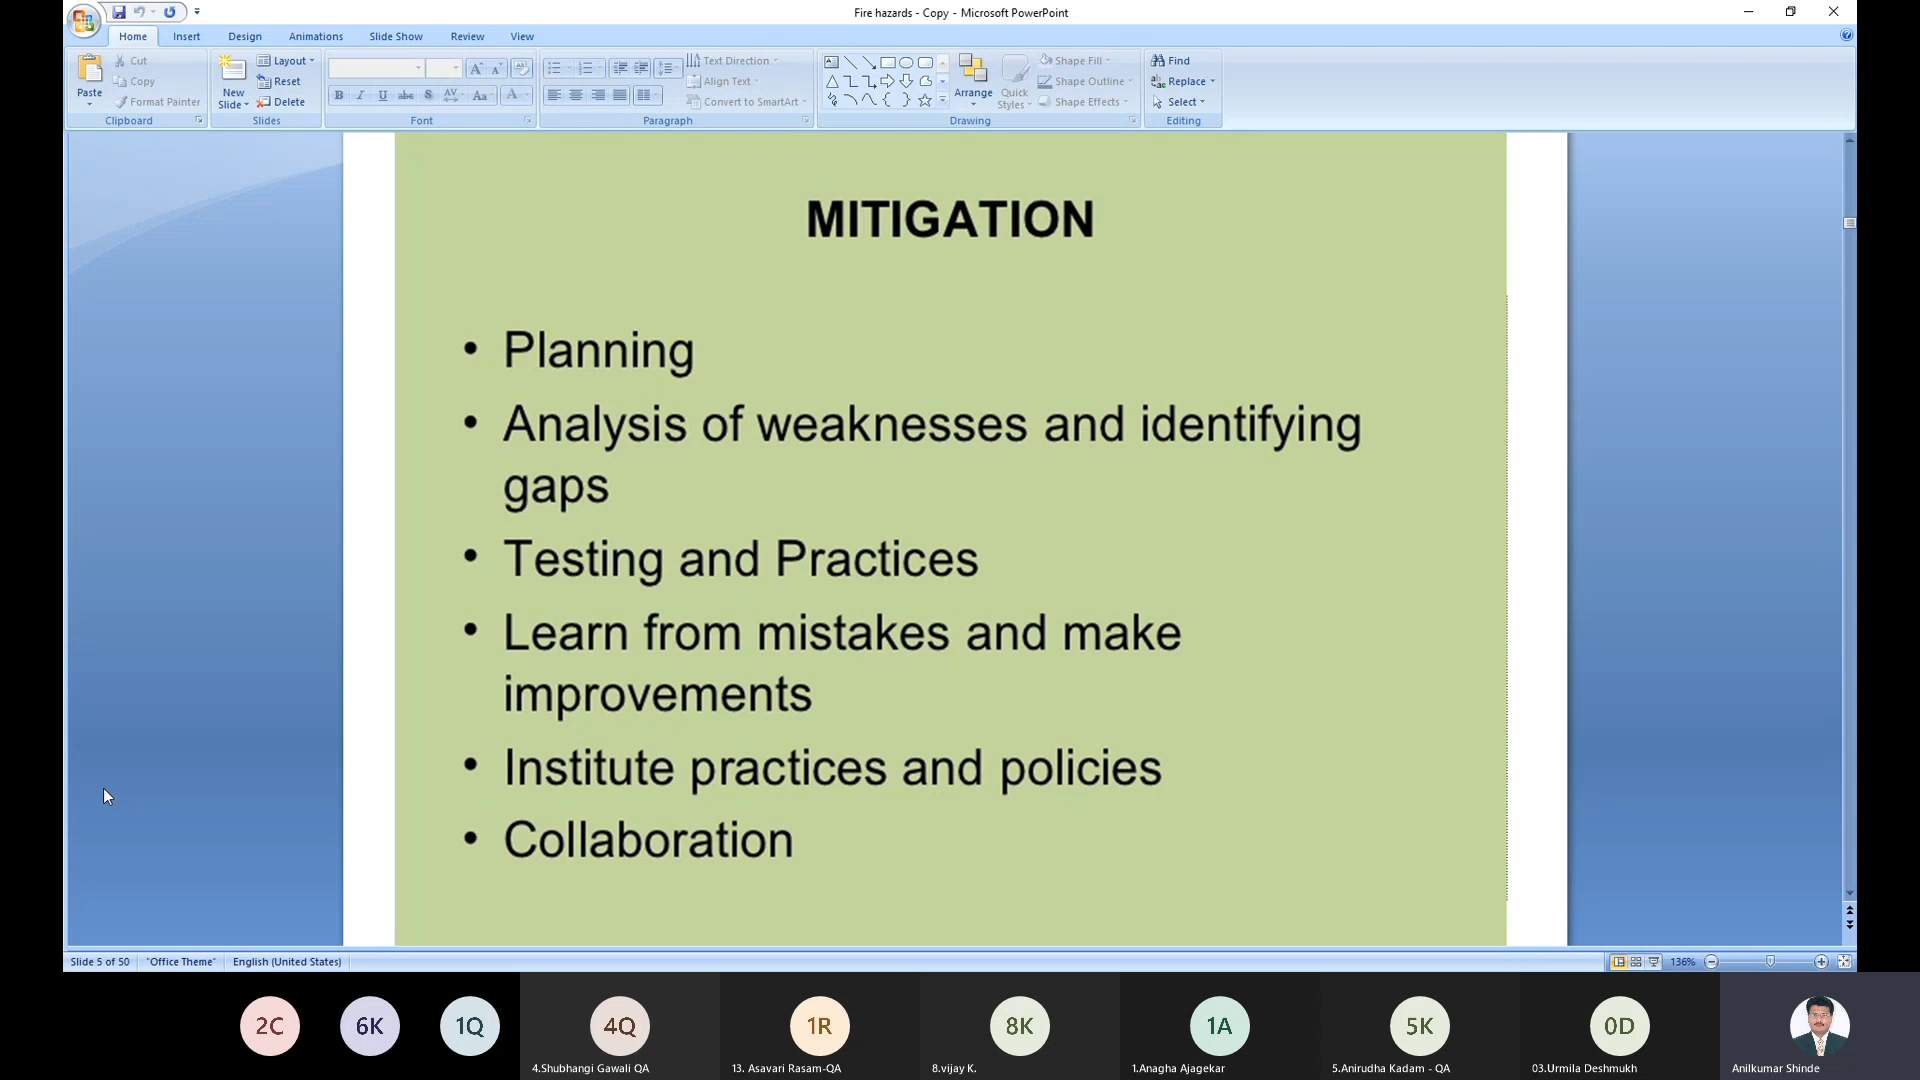 Fire hazards - Copy - Microsoft PowerPoint
Home Insert Design Animations Slide Show Review View
Paste
Cut
Copy
Format Painter
Clipboard
New
Slide
Layout
Reset
Delete
Slides
B I U abc S AV Aa A
Font
Text Direction
Align Text
Convert to SmartArt
Paragraph
Arrange
Quick
Styles
Shape Fill
Shape Outline
Shape Effects
Drawing
Find
Replace
Select
Editing
MITIGATION
• Planning
• Analysis of weaknesses and identifying
gaps
• Testing and Practices
• Learn from mistakes and make
improvements
• Institute practices and policies
• Collaboration
Slide 5 of 50 "Office Theme" English (United States) 136%
2C 6K 1Q 4Q 1R 8K 1A 5K 0D
4.Shubhangi Gawali QA 13. Asavari Rasam-QA 8.vijay K. 1.Anagha Ajagekar 5.Anirudha Kadam - QA 03.Urmila Deshmukh Anilkumar Shinde